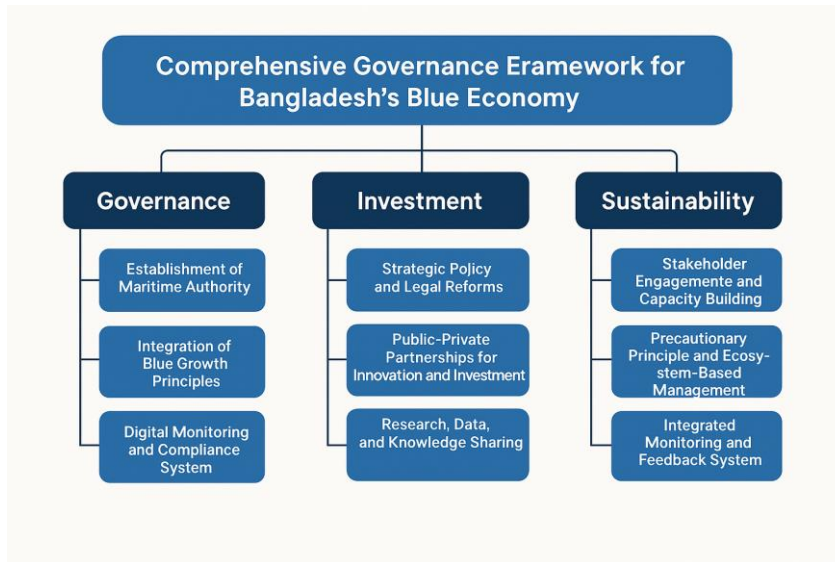 Comprehensive Governance Eramework for
Bangladesh's Blue Economy
Governance
Establishment of
Maritime Authority
Integration of
Blue Growth
Principles
Digital Monitoring
and Compliance
System
Investment
Strategic Policy
and Legal Reforms
Public-Private
Partnerships for
Innovation and Investment
Research, Data,
and Knowledge Sharing
Sustainability
Stakeholder
Engagemente and
Capacity Building
Precautionary
Principle and Ecosy-
stem-Based
Management
Integrated
Monitoring and
Feedback System